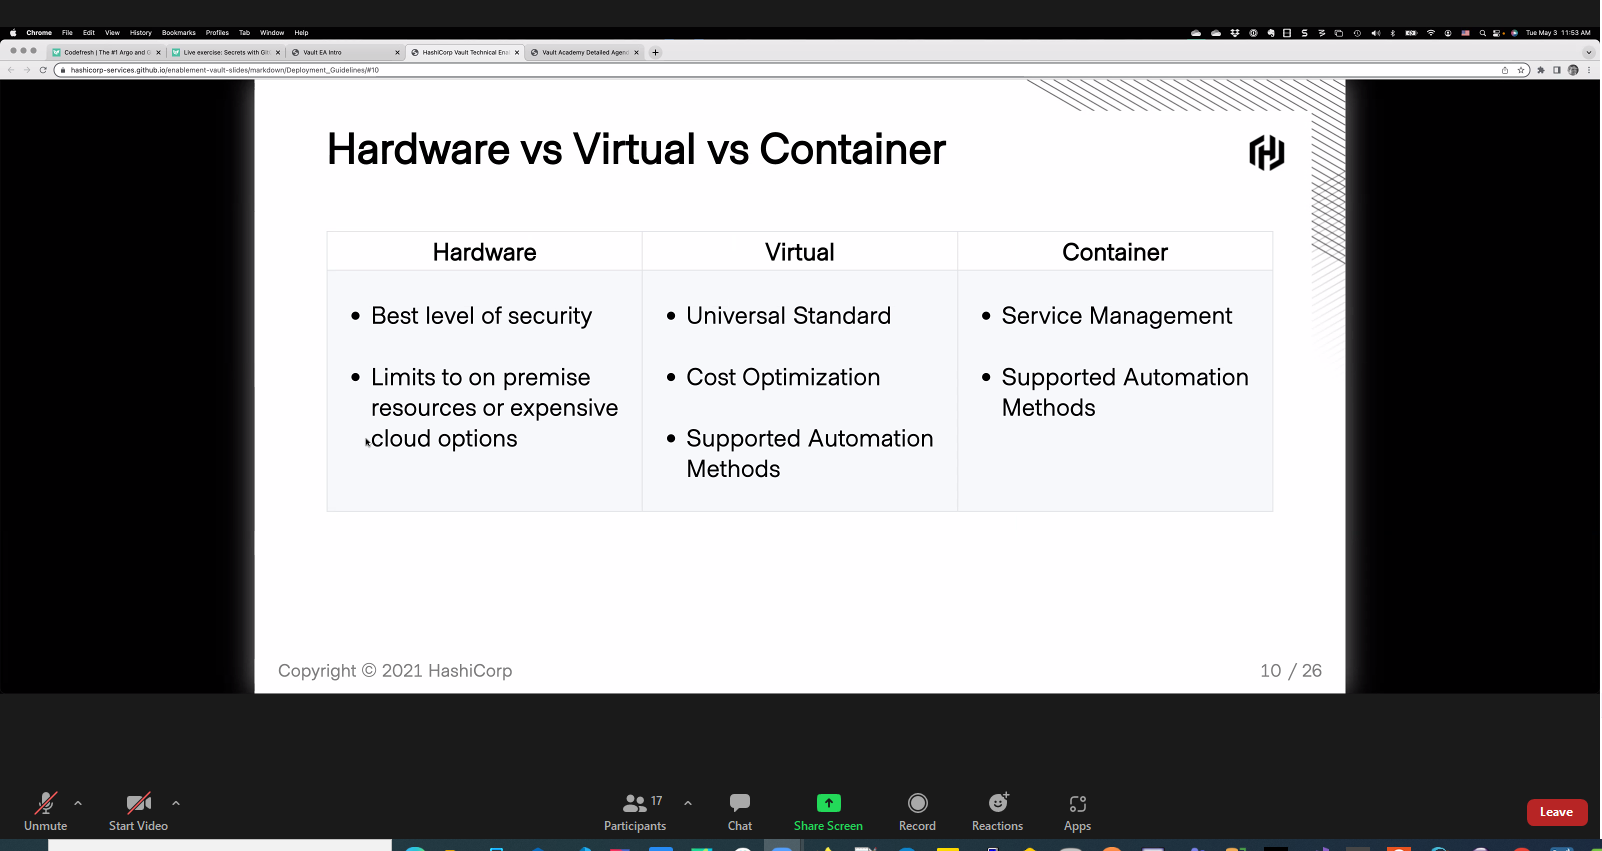 Chrome File Edit View History Bookmarks Profiles Tab Window Help
Tue May 3 11:53 AM
Codefresh | The #1 Argo and G
Live exercise: Secrets with Git
Vault EA Intro
HashiCorp Vault Technical Ena
Vault Academy Detailed Agen
hashicorp-services.github.io/enablement-vault-slides/markdown/Deployment_Guidelines/#10
Hardware vs Virtual vs Container
Hardware
• Best level of security
• Limits to on premise
resources or expensive
cloud options
Virtual
• Universal Standard
• Cost Optimization
• Supported Automation
Methods
Container
• Service Management
• Supported Automation
Methods
Copyright © 2021 HashiCorp
10 / 26
Unmute
Start Video
17
Participants
Chat
Share Screen
Record
Reactions
Apps
Leave